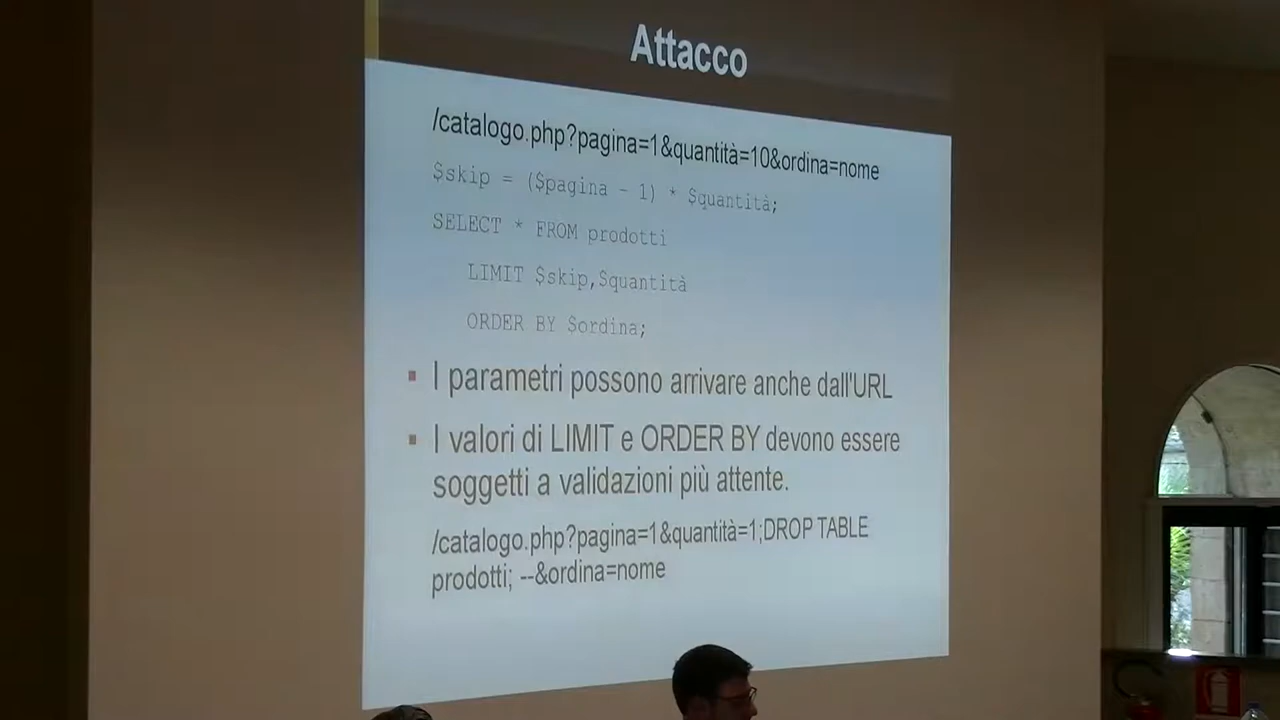 Attacco
/catalogo.php?pagina=1&quantità=10&ordina=nome
$skip = ($pagina - 1) * $quantità;
SELECT * FROM prodotti
LIMIT $skip,$quantità
ORDER BY $ordina;
I parametri possono arrivare anche dall'URL
I valori di LIMIT e ORDER BY devono essere
soggetti a validazioni più attente.
/catalogo.php?pagina=1&quantità=1;DROP TABLE
prodotti; --&ordina=nome